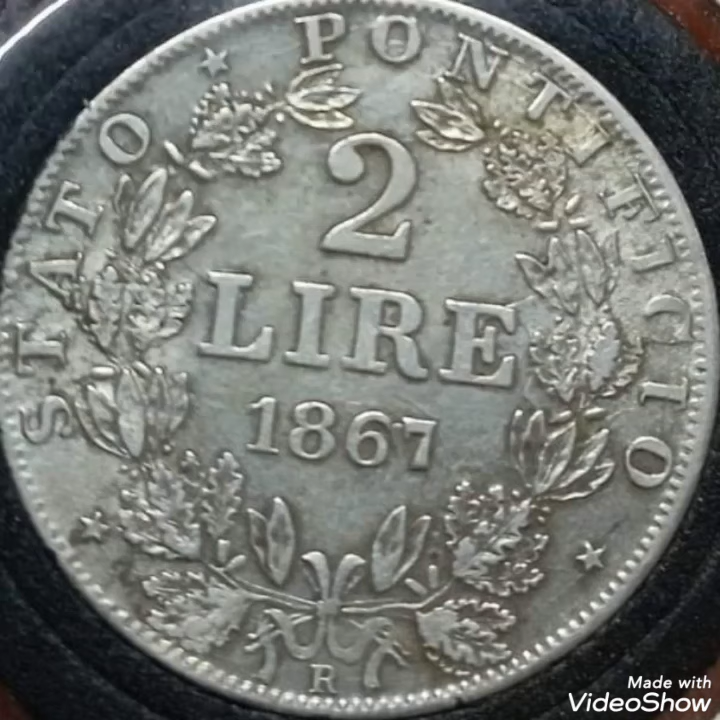 STATO ★ PONTIFICIO ★ ★
2
LIRE
1867
R
Made with
VideoShow